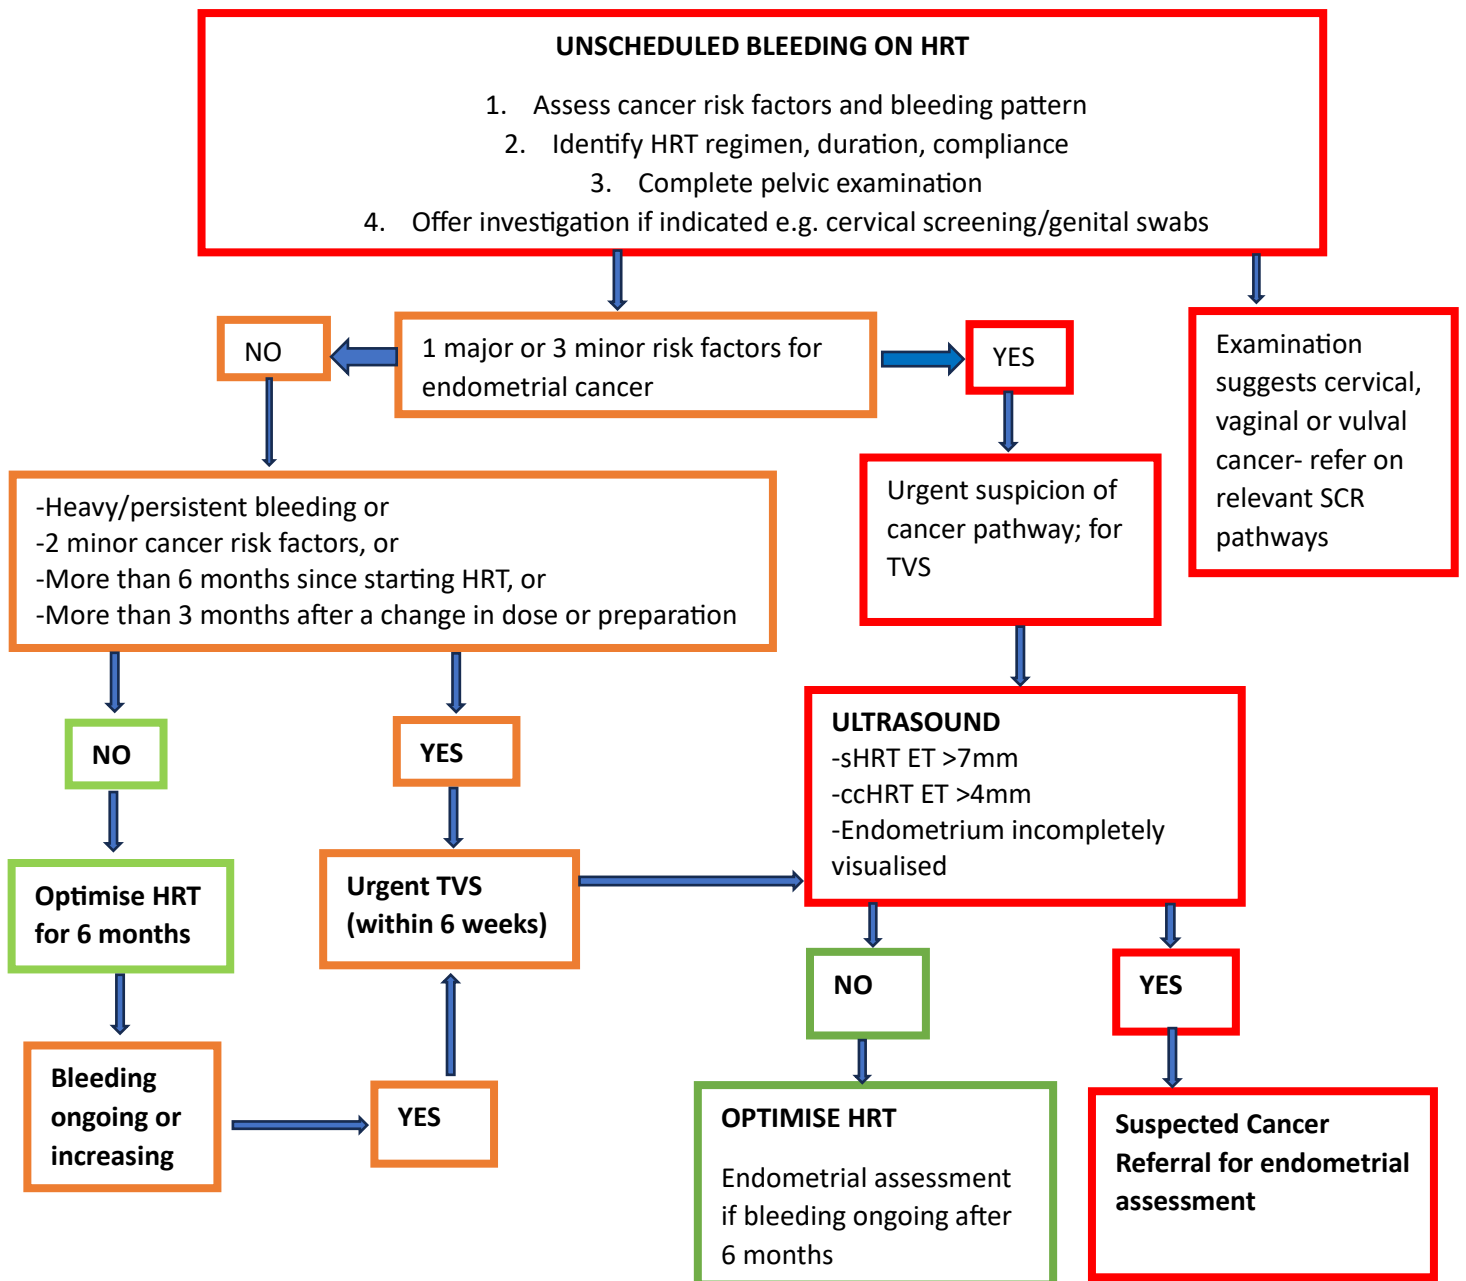 UNSCHEDULED BLEEDING ON HRT
1. Assess cancer risk factors and bleeding pattern
2. Identify HRT regimen, duration, compliance
3. Complete pelvic examination
4. Offer investigation if indicated e.g. cervical screening/genital swabs
NO
1 major or 3 minor risk factors for
endometrial cancer
YES
Examination
suggests cervical,
vaginal or vulval
cancer- refer on
relevant SCR
pathways
-Heavy/persistent bleeding or
-2 minor cancer risk factors, or
-More than 6 months since starting HRT, or
-More than 3 months after a change in dose or preparation
Urgent suspicion of
cancer pathway; for
TVS
NO
YES
ULTRASOUND
-sHRT ET >7mm
-ccHRT ET >4mm
-Endometrium incompletely
visualised
Optimise HRT
for 6 months
Urgent TVS
(within 6 weeks)
NO
YES
Bleeding
ongoing or
increasing
YES
OPTIMISE HRT
Endometrial assessment
if bleeding ongoing after
6 months
Suspected Cancer
Referral for endometrial
assessment